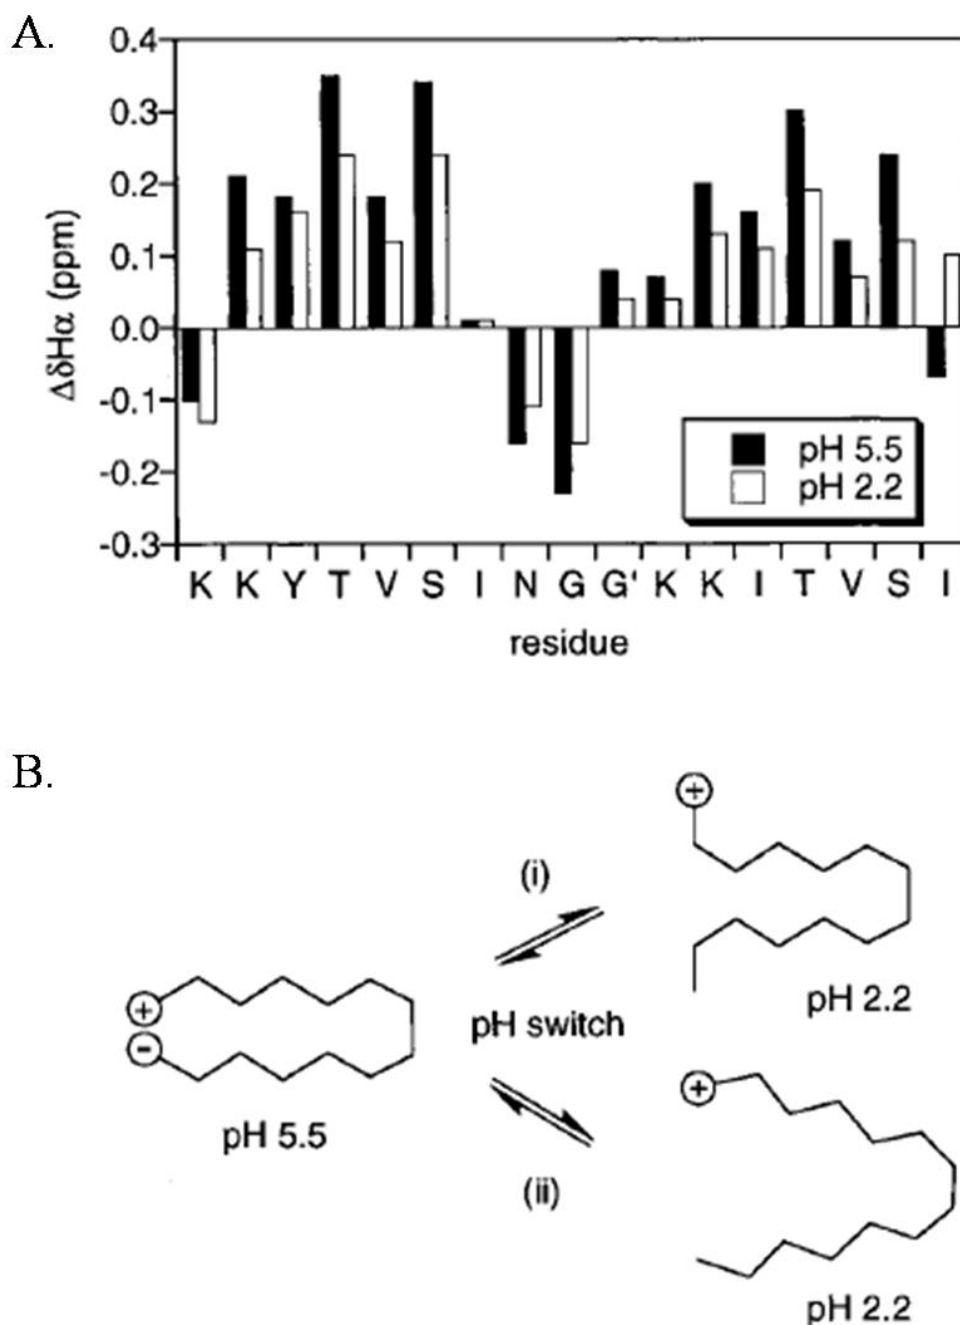 A.
0.4
0.3
0.2
0.1
0.0
-0.1
-0.2
-0.3
ΔδHα (ppm)
pH 5.5
pH 2.2
K K Y T V S I N G G' K K I T V S I
residue
B.
+
(i)
pH 2.2
+
-
pH switch
pH 5.5
+
(ii)
pH 2.2